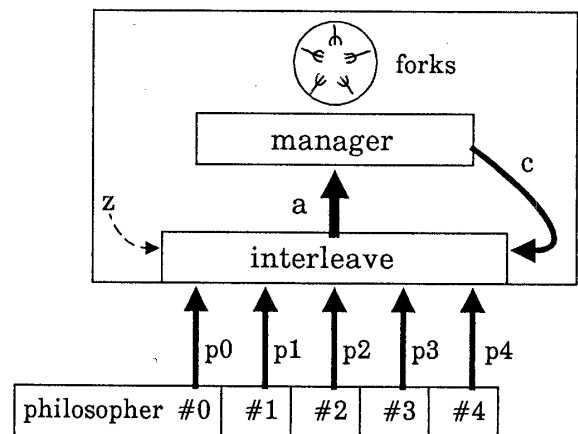 forks
manager
c
a
z
interleave
p0 p1 p2 p3 p4
philosopher #0 #1 #2 #3 #4